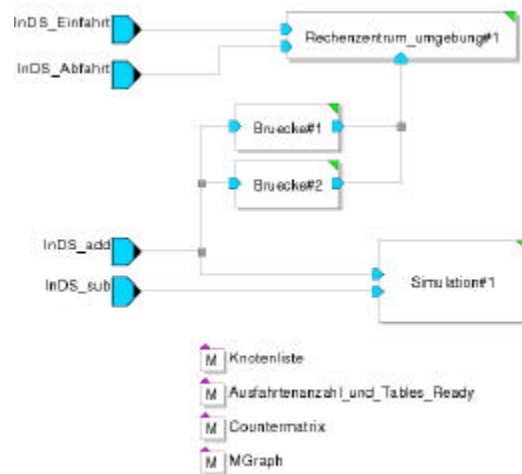 InDS_Einfahrt
Rechenzentrum_umgebung#1
InDS_Abfahrt
Bruecke#1
Bruecke#2
InDS_add
InDS_sub
Simulation#1
M Knotenliste
M Ausfahrtenanzahl_und_Tables_Ready
M Countermatrix
M MGraph